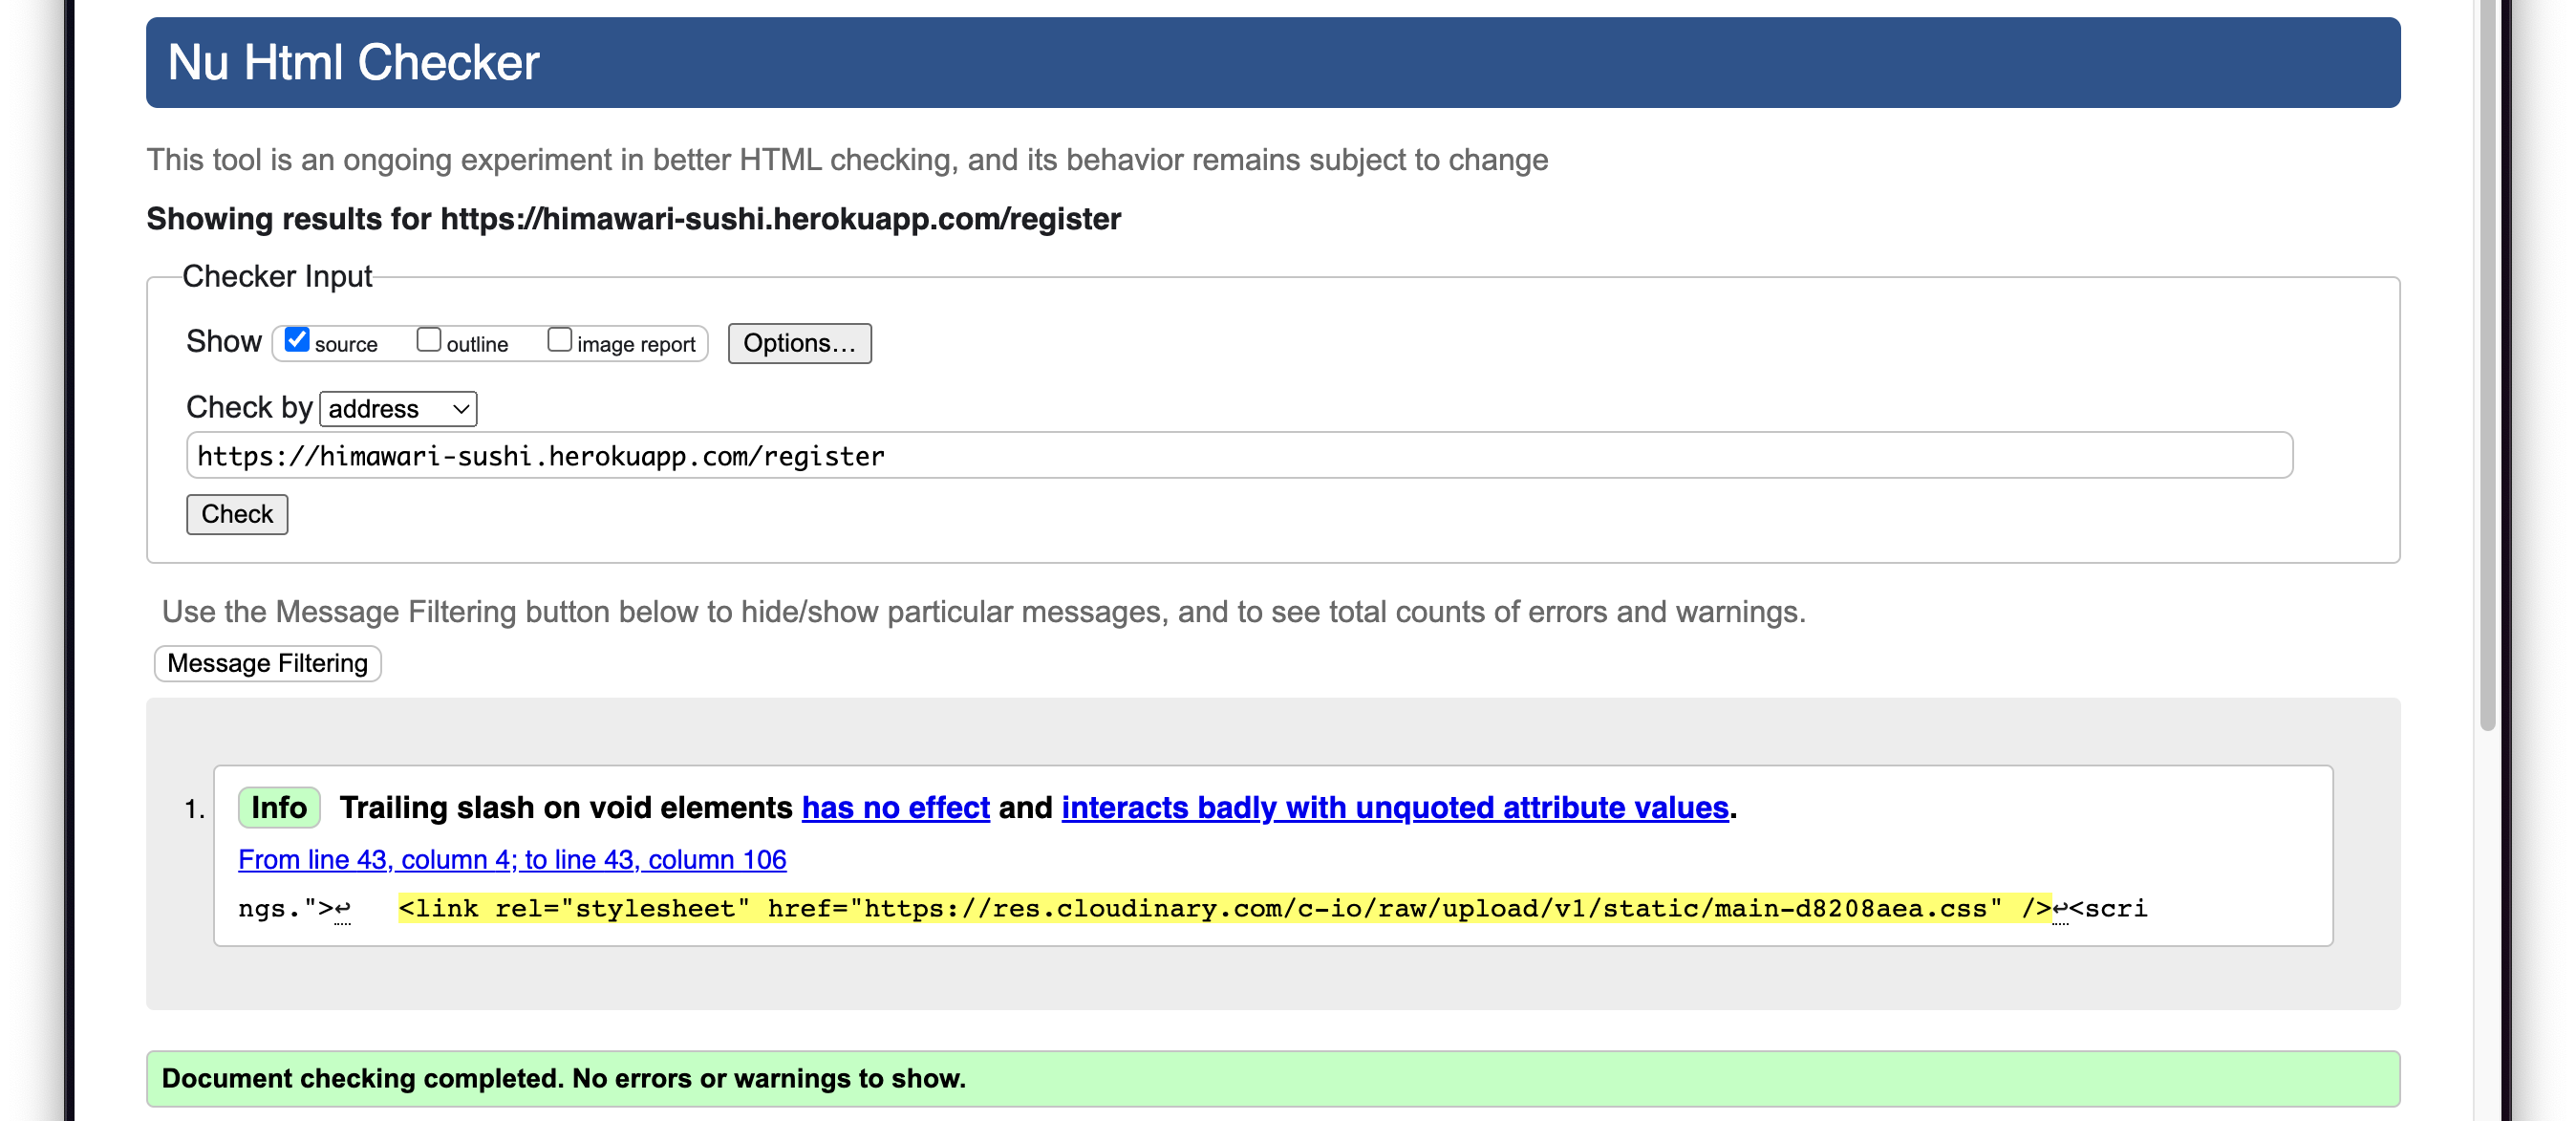 Nu Html Checker
This tool is an ongoing experiment in better HTML checking, and its behavior remains subject to change
Showing results for https://himawari-sushi.herokuapp.com/register
Checker Input
Show source outline image report Options...
Check by address
https://himawari-sushi.herokuapp.com/register
Check
Use the Message Filtering button below to hide/show particular messages, and to see total counts of errors and warnings.
Message Filtering
1. Info Trailing slash on void elements has no effect and interacts badly with unquoted attribute values.
From line 43, column 4; to line 43, column 106
ngs.">↩ <link rel="stylesheet" href="https://res.cloudinary.com/c-io/raw/upload/v1/static/main-d8208aea.css" />↩<scri
Document checking completed. No errors or warnings to show.